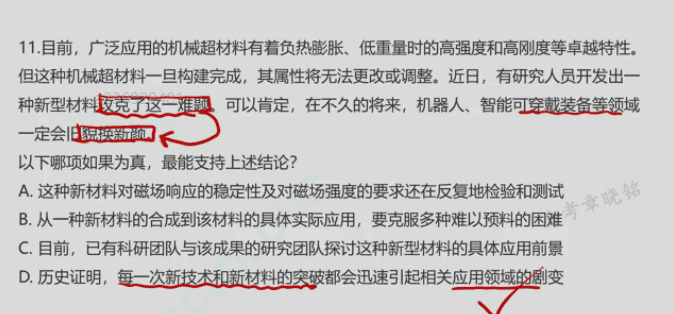 11.目前，广泛应用的机械超材料有着负热膨胀、低重量时的高强度和高刚度等卓越特性。
但这种机械超材料一旦构建完成，其属性将无法更改或调整。近日，有研究人员开发出一
种新型材料攻克了这一难题。可以肯定，在不久的将来，机器人、智能可穿戴装备等领域
一定会旧貌换新颜。
以下哪项如果为真，最能支持上述结论？
A. 这种新材料对磁场响应的稳定性及对磁场强度的要求还在反复地检验和测试
B. 从一种新材料的合成到该材料的具体实际应用，要克服多种难以预料的困难
C. 目前，已有科研团队与该成果的研究团队探讨这种新型材料的具体应用前景
D. 历史证明，每一次新技术和新材料的突破都会迅速引起相关应用领域的剧变
考章晓铭